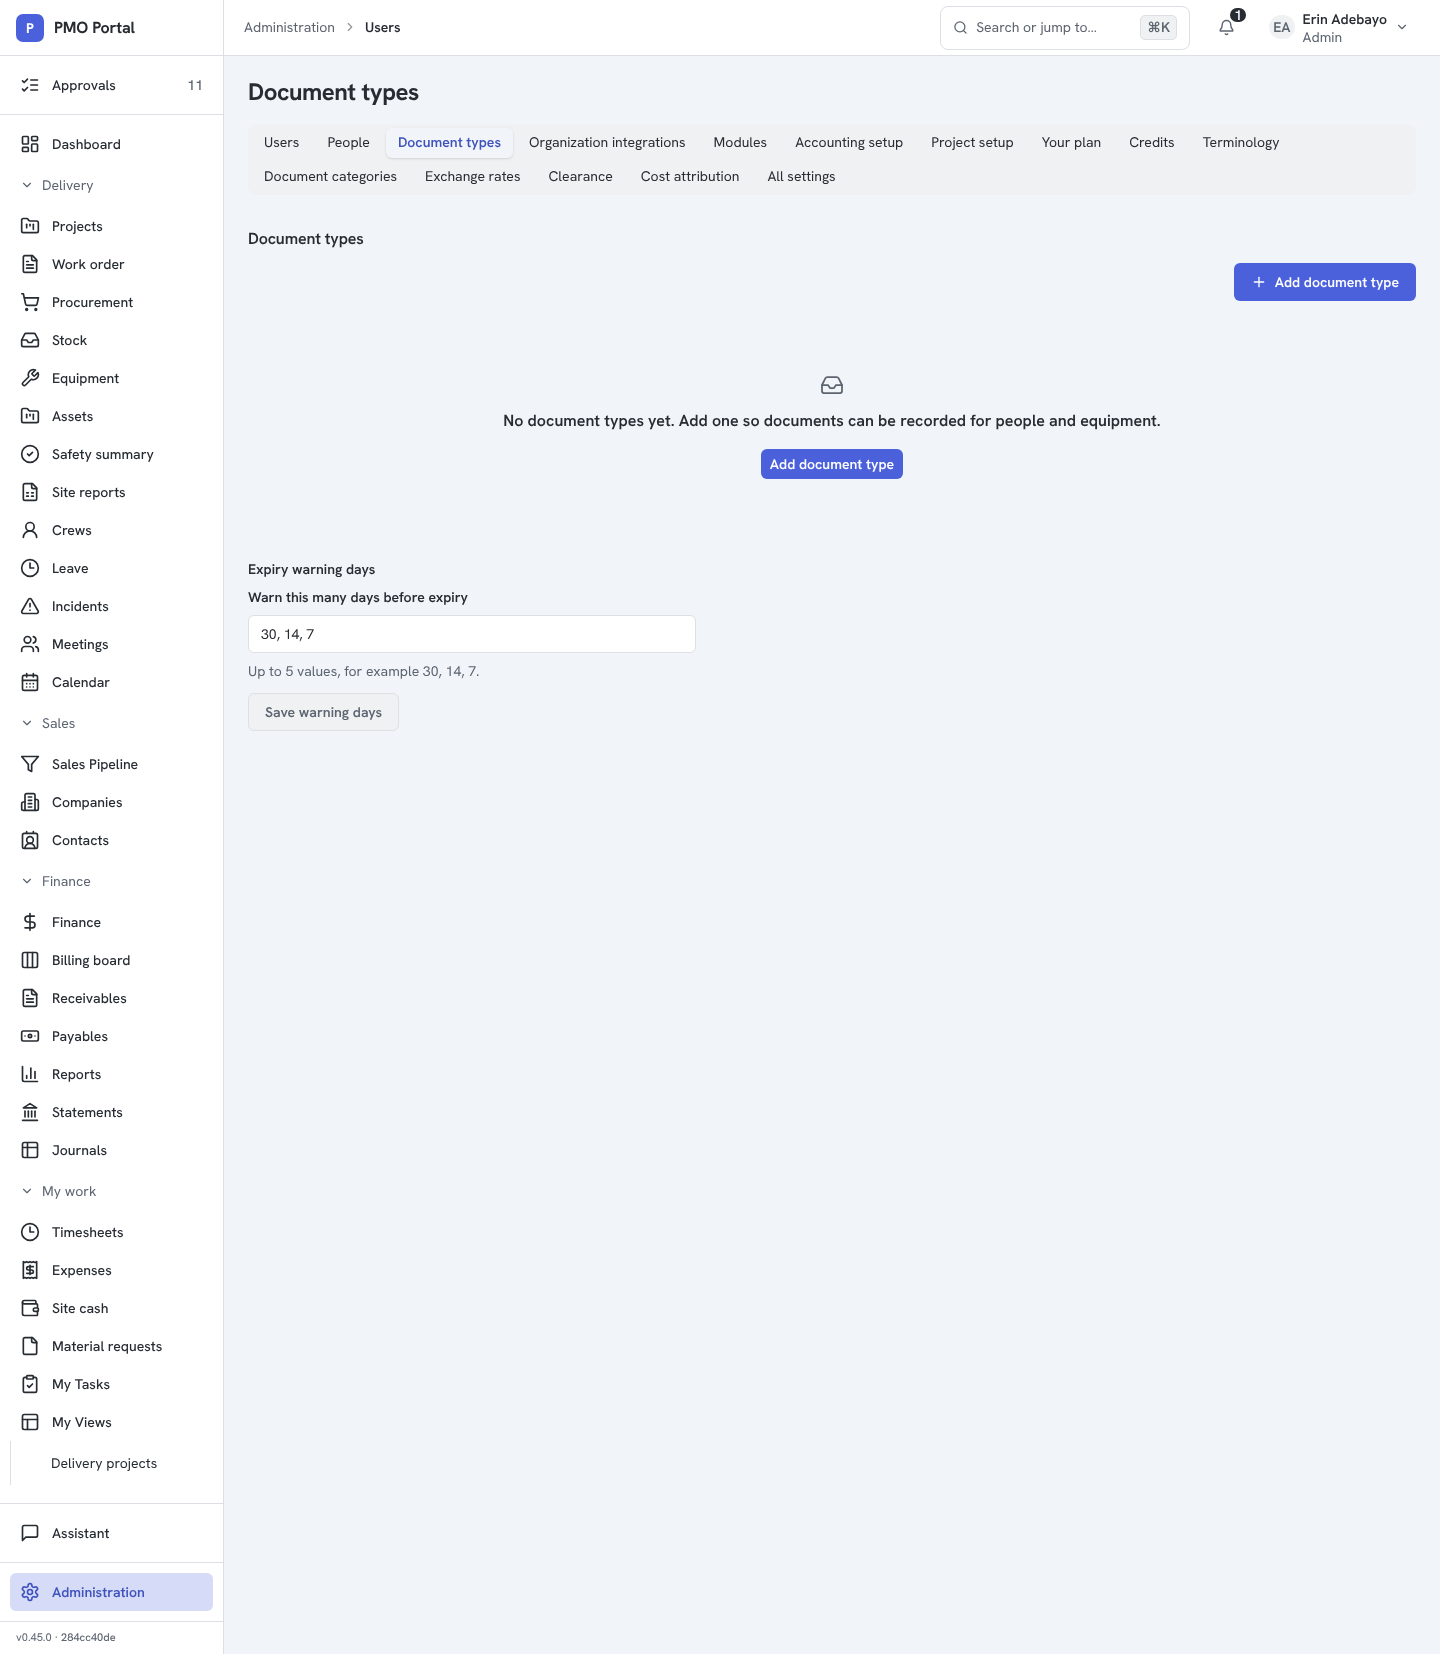 P PMO Portal
Administration > Users
Search or jump to... ⌘K
1
EA
Erin Adebayo
Admin
Approvals 11
Dashboard
Delivery
Projects
Work order
Procurement
Stock
Equipment
Assets
Safety summary
Site reports
Crews
Leave
Incidents
Meetings
Calendar
Sales
Sales Pipeline
Companies
Contacts
Finance
Finance
Billing board
Receivables
Payables
Reports
Statements
Journals
My work
Timesheets
Expenses
Site cash
Material requests
My Tasks
My Views
Delivery projects
Assistant
Administration
v0.45.0 · 284cc40de
Document types
Users People Document types Organization integrations Modules Accounting setup Project setup Your plan Credits Terminology
Document categories Exchange rates Clearance Cost attribution All settings
Document types
Add document type
No document types yet. Add one so documents can be recorded for people and equipment.
Add document type
Expiry warning days
Warn this many days before expiry
30, 14, 7
Up to 5 values, for example 30, 14, 7.
Save warning days